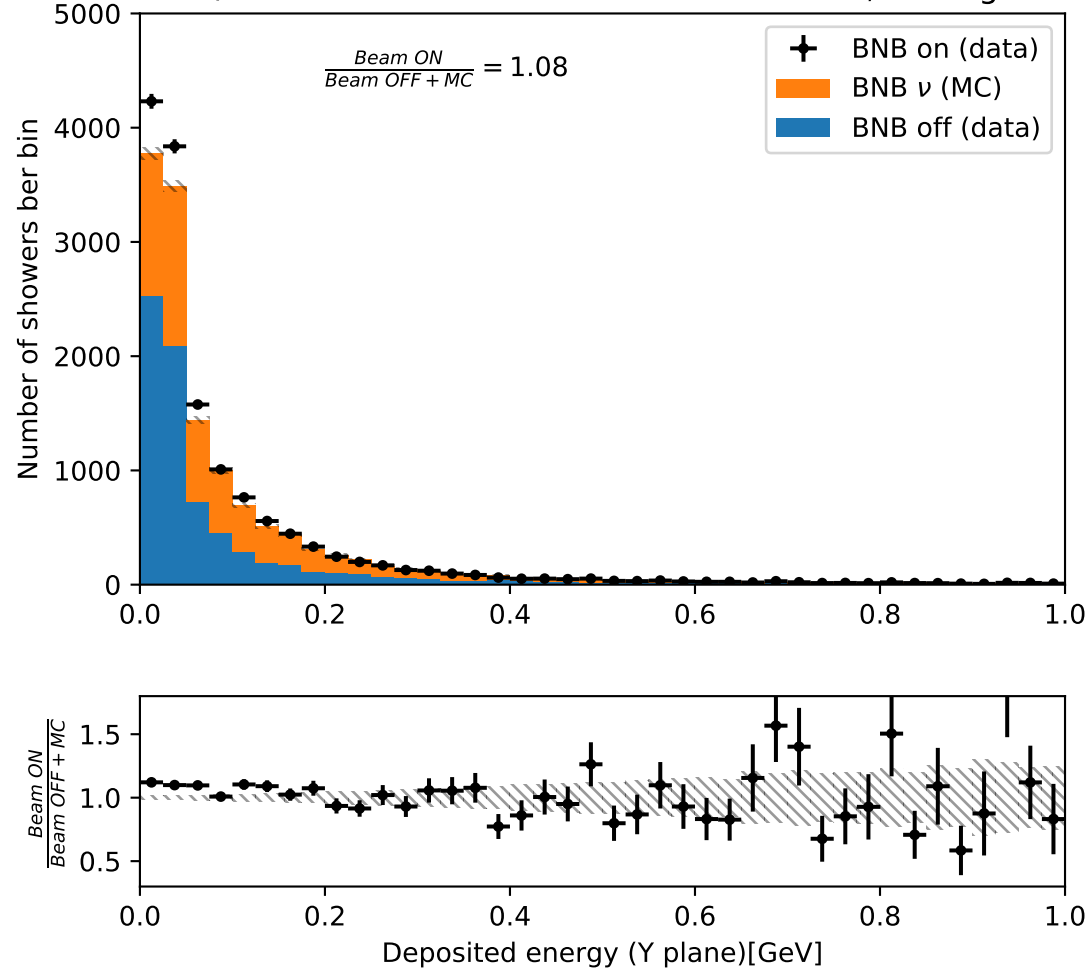 5000
4000
3000
2000
1000
0
Number of showers ber bin
Beam ON / Beam OFF + MC = 1.08
BNB on (data)
BNB ν (MC)
BNB off (data)
0.0 0.2 0.4 0.6 0.8 1.0
1.5
1.0
0.5
Beam ON / Beam OFF + MC
0.0 0.2 0.4 0.6 0.8 1.0
Deposited energy (Y plane)[GeV]